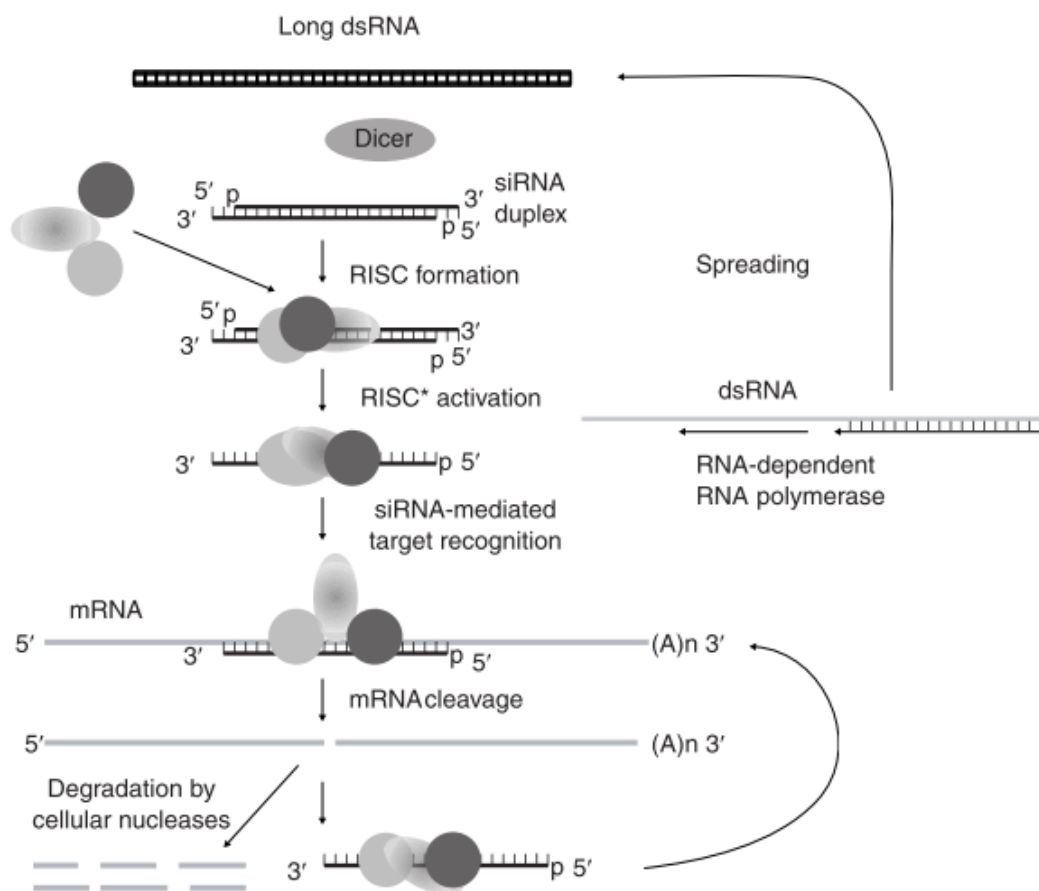 Long dsRNA
Dicer
5′ p
3′
3′
p 5′
siRNA
duplex
RISC formation
Spreading
5′ p
3′
3′
p 5′
RISC* activation
dsRNA
3′
p 5′
RNA-dependent
RNA polymerase
siRNA-mediated
target recognition
mRNA
5′
(A)n 3′
3′
p 5′
mRNA cleavage
5′
(A)n 3′
Degradation by
cellular nucleases
3′
p 5′